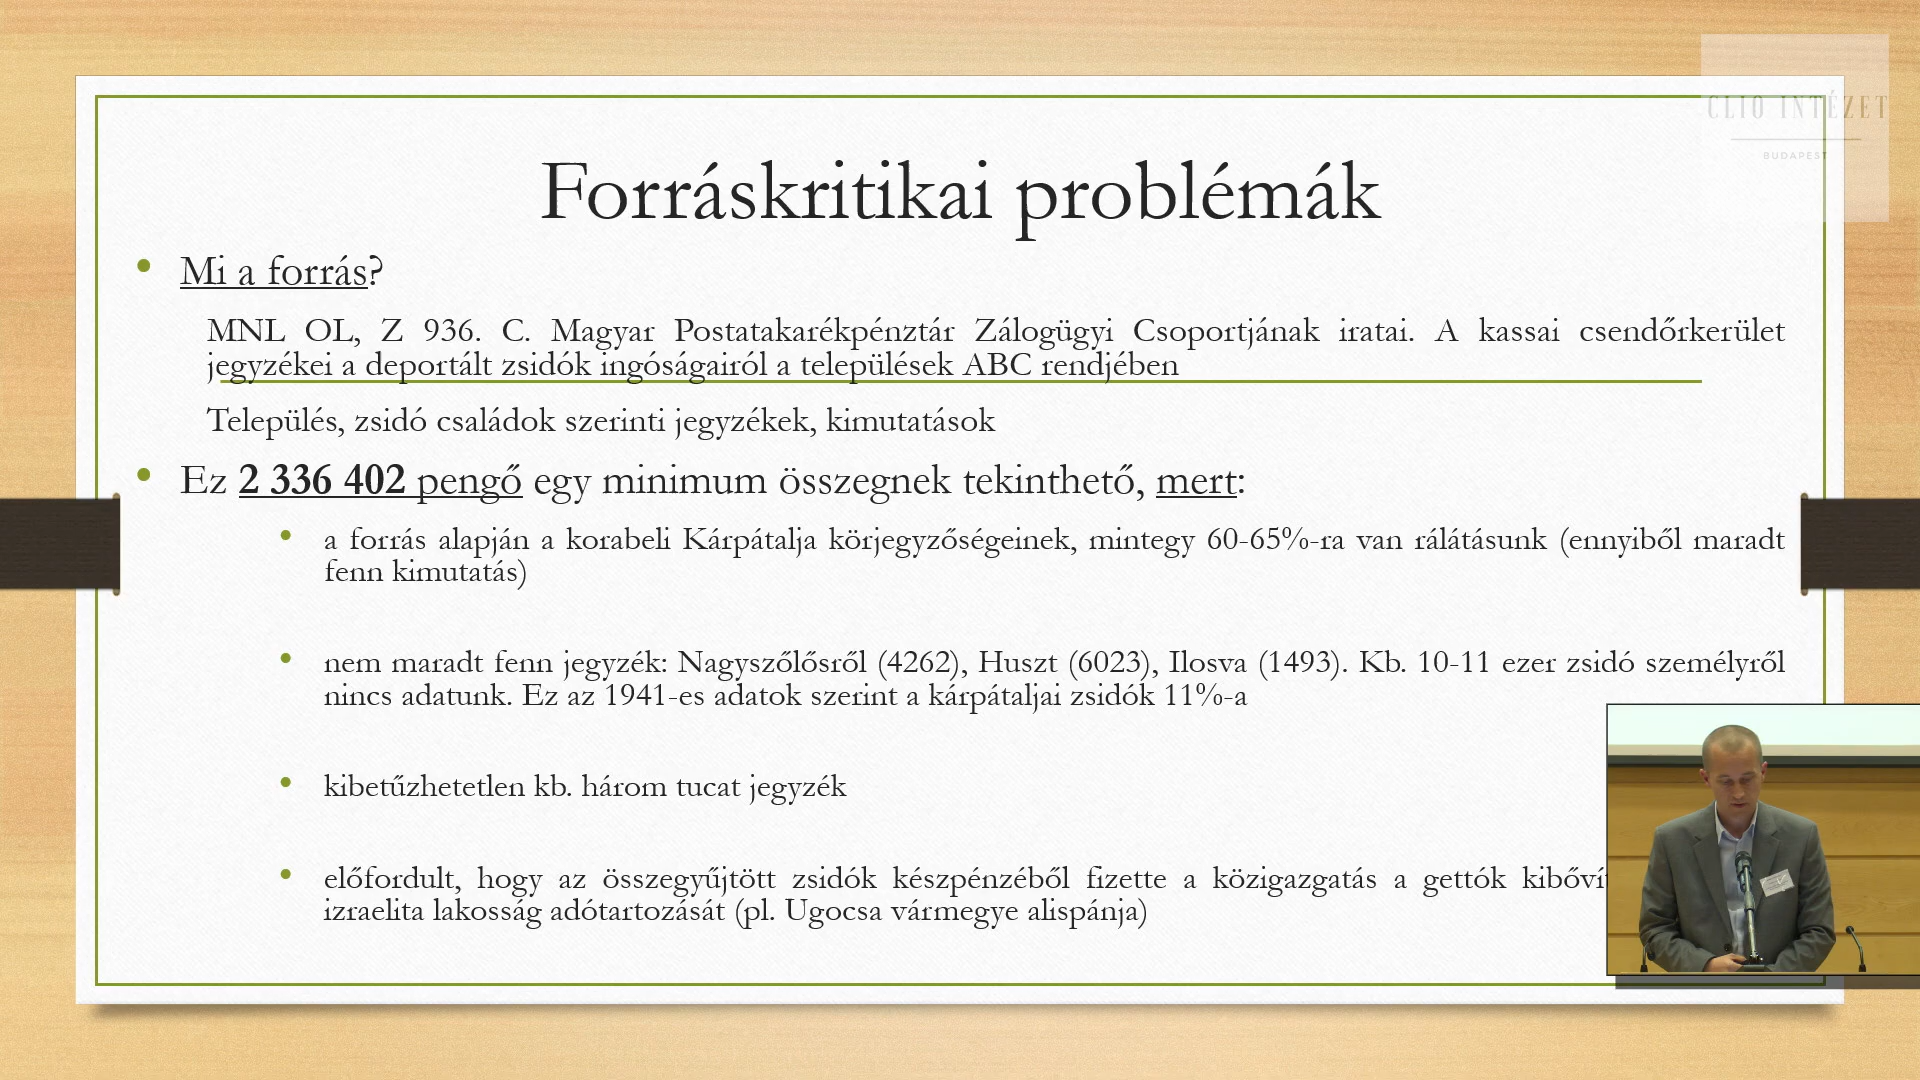 CLIO INTÉZET
BUDAPEST
Forráskritikai problémák
• Mi a forrás?
MNL OL, Z 936. C. Magyar Postatakarékpénztár Zálogügyi Csoportjának iratai. A kassai csendőrkerület
jegyzékei a deportált zsidók ingóságairól a települések ABC rendjében
Település, zsidó családok szerinti jegyzékek, kimutatások
• Ez 2 336 402 pengő egy minimum összegnek tekinthető, mert:
• a forrás alapján a korabeli Kárpátalja körjegyzőségeinek, mintegy 60-65%-ra van rálátásunk (ennyiből maradt
fenn kimutatás)
• nem maradt fenn jegyzék: Nagyszőlősről (4262), Huszt (6023), Ilosva (1493). Kb. 10-11 ezer zsidó személyről
nincs adatunk. Ez az 1941-es adatok szerint a kárpátaljai zsidók 11%-a
• kibetűzhetetlen kb. három tucat jegyzék
• előfordult, hogy az összegyűjtött zsidók készpénzéből fizette a közigazgatás a gettók
izraelita lakosság adótartozását (pl. Ugocsa vármegye alispánja)